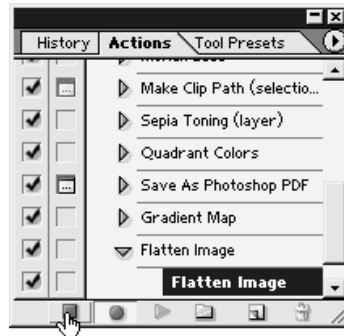 History Actions Tool Presets
Make Clip Path (selectio...
Sepia Toning (layer)
Quadrant Colors
Save As Photoshop PDF
Gradient Map
Flatten Image
Flatten Image